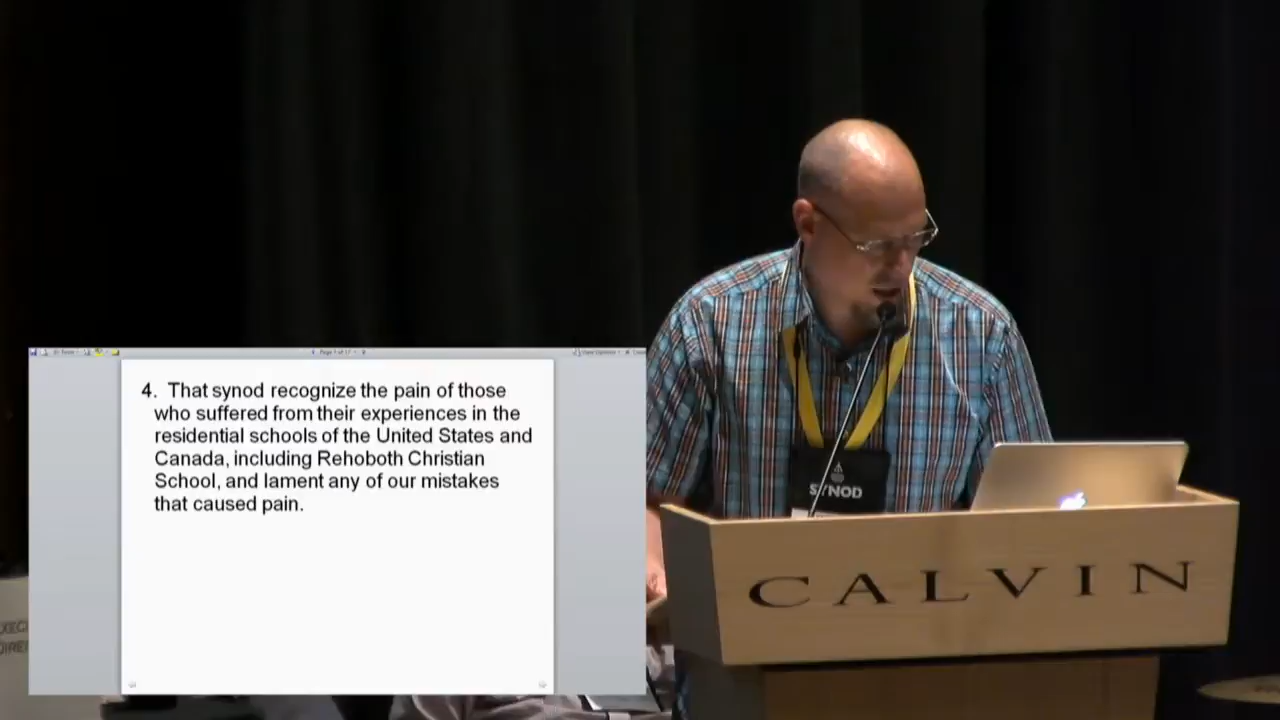 4. That synod recognize the pain of those
who suffered from their experiences in the
residential schools of the United States and
Canada, including Rehoboth Christian
School, and lament any of our mistakes
that caused pain.
SYNOD
CALVIN